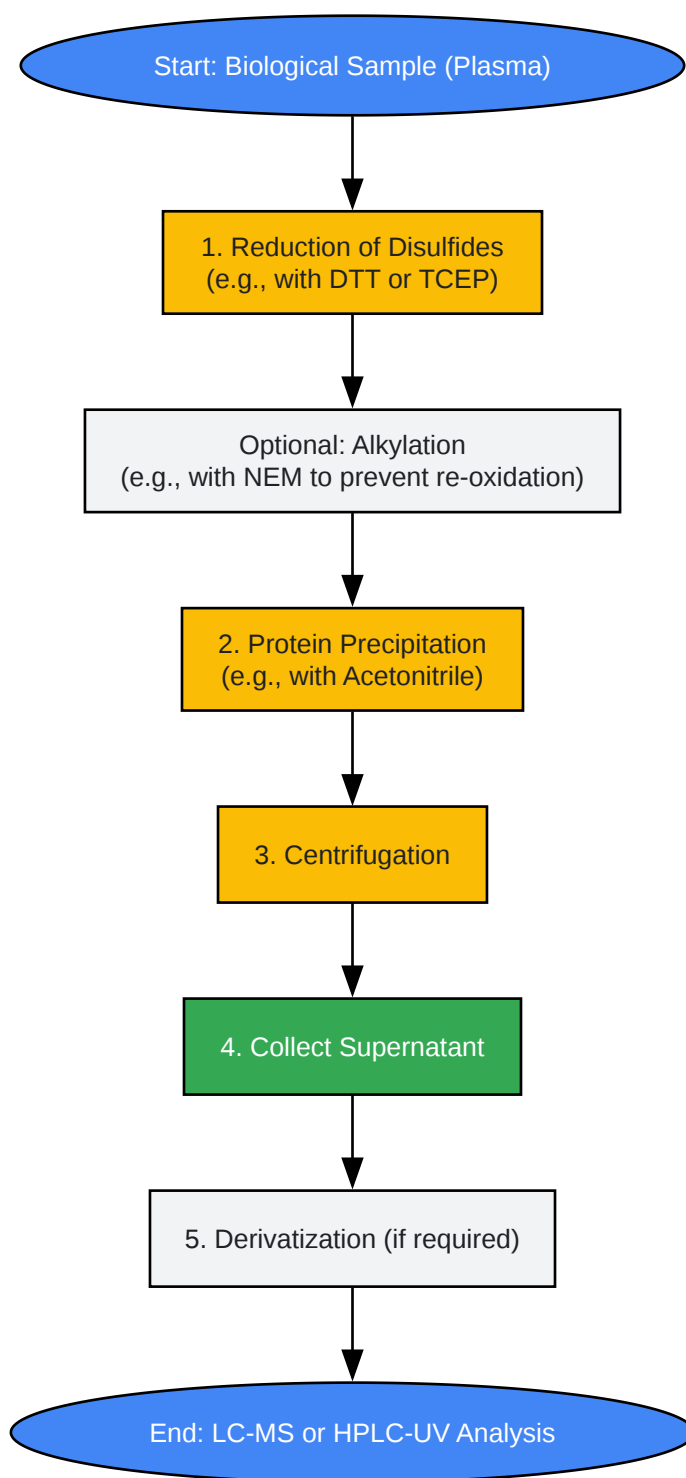 Start: Biological Sample (Plasma)
1. Reduction of Disulfides
(e.g., with DTT or TCEP)
Optional: Alkylation
(e.g., with NEM to prevent re-oxidation)
2. Protein Precipitation
(e.g., with Acetonitrile)
3. Centrifugation
4. Collect Supernatant
5. Derivatization (if required)
End: LC-MS or HPLC-UV Analysis